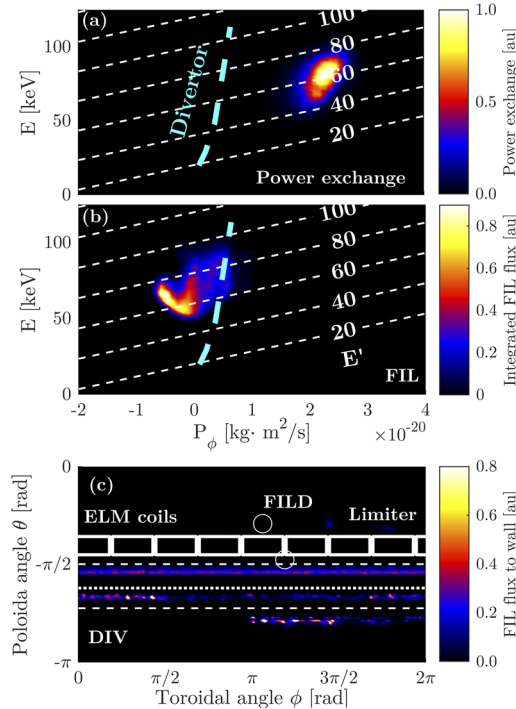 (a)
100
80
60
40
20
Divertor
Power exchange
E [keV]
100
50
0
1.0
0.5
0.0
Power exchange [au]
(b)
100
80
60
40
20
E'
FIL
E [keV]
100
50
0
-2
-1
0
1
2
3
4
P_ϕ [kg· m²/s]
×10⁻²⁰
0.8
0.6
0.4
0.2
0
Integrated FIL flux [au]
(c)
FILD
ELM coils
Limiter
DIV
Poloida angle θ [rad]
0
-π/2
-π
0
π/2
π
3π/2
2π
Toroidal angle ϕ [rad]
0.8
0.6
0.4
0.2
0.0
FIL flux to wall [au]